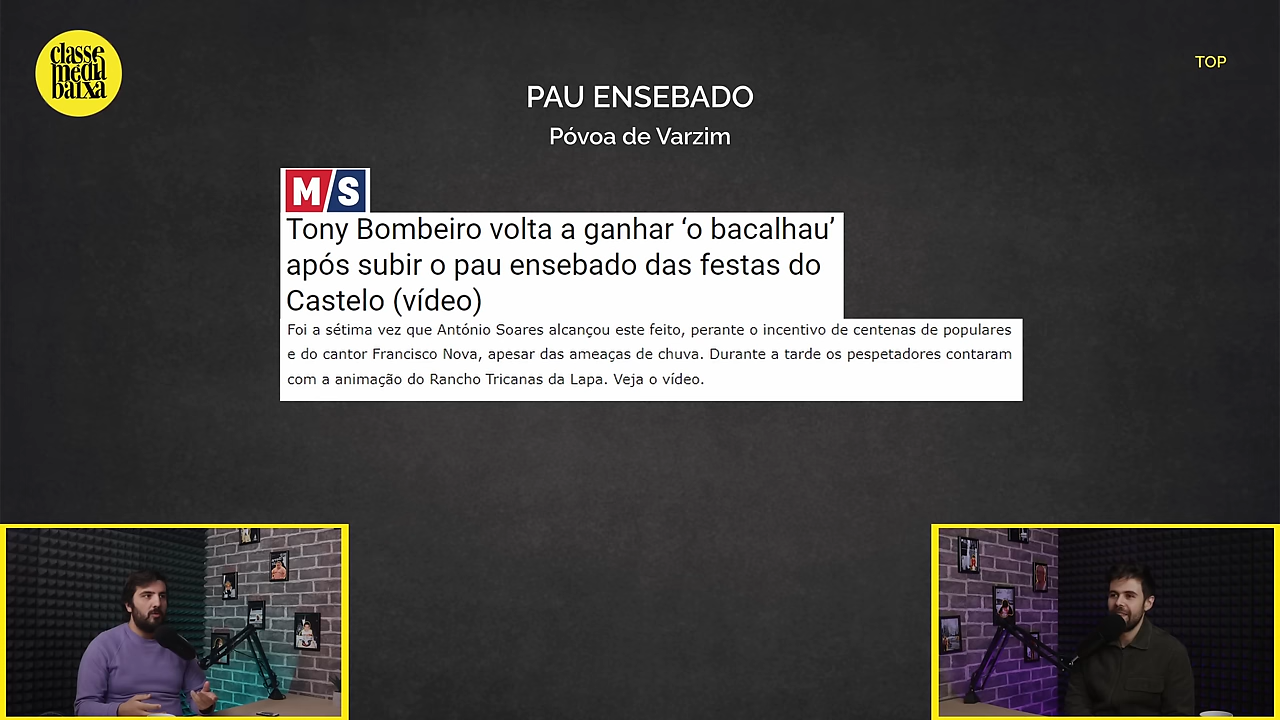 classe
média
baixa
TOP
PAU ENSEBADO
Póvoa de Varzim
M/S
Tony Bombeiro volta a ganhar ‘o bacalhau’
após subir o pau ensebado das festas do
Castelo (vídeo)
Foi a sétima vez que António Soares alcançou este feito, perante o incentivo de centenas de populares
e do cantor Francisco Nova, apesar das ameaças de chuva. Durante a tarde os pespetadores contaram
com a animação do Rancho Tricanas da Lapa. Veja o vídeo.